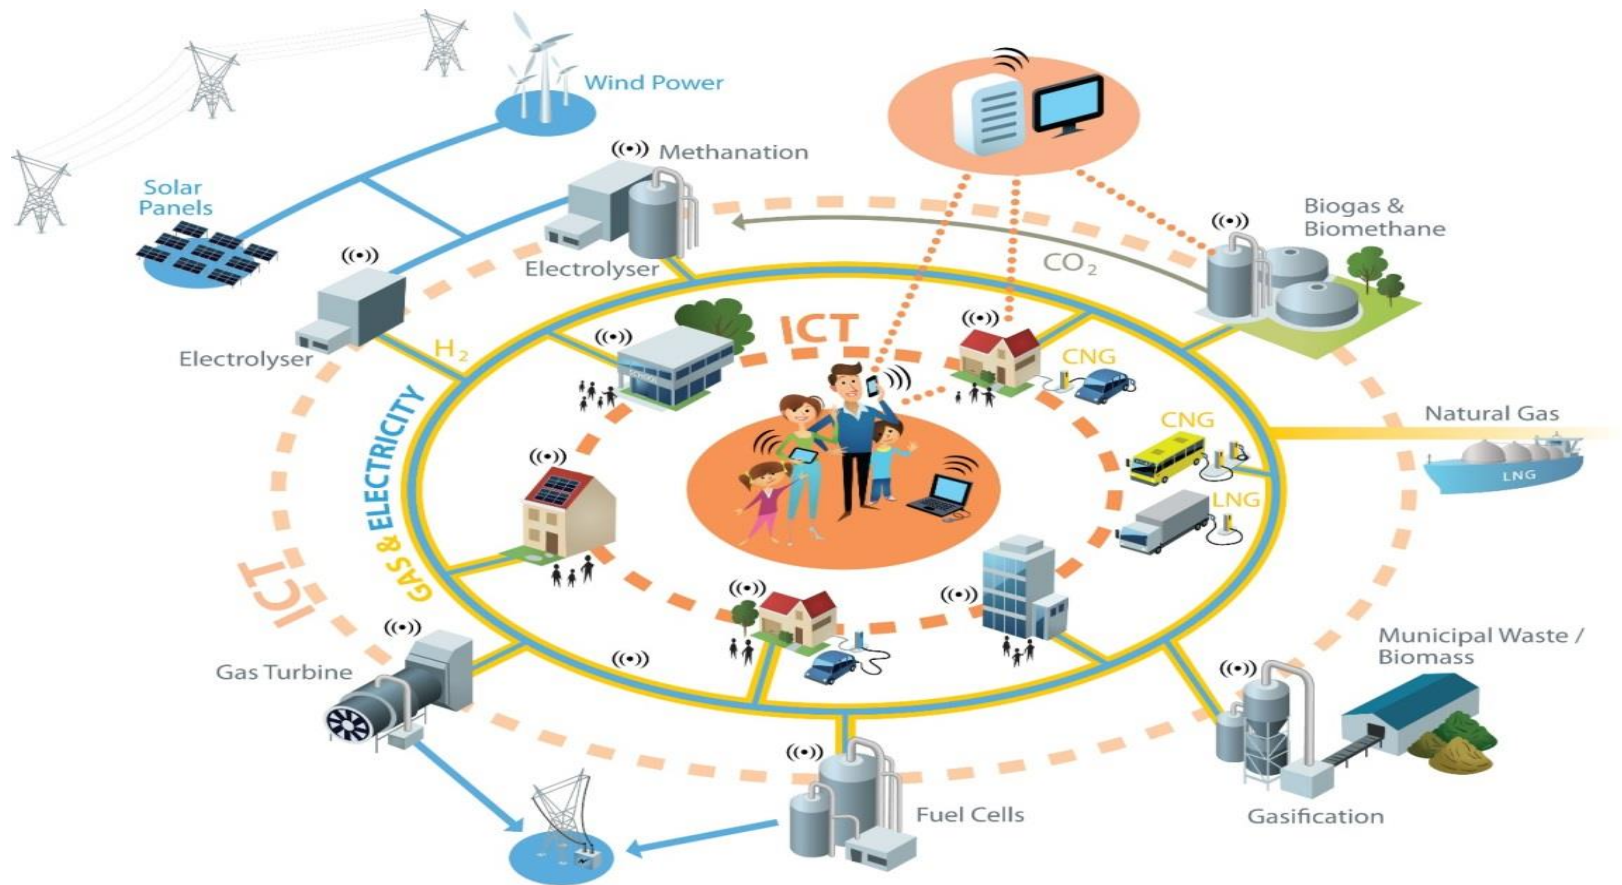 Wind Power
Methanation
Solar
Panels
Biogas &
Biomethane
Electrolyser
CO2
ICT
Electrolyser
H2
SCHOOL
CNG
GAS & ELECTRICITY
CNG
Natural Gas
LNG
LNG
ICT
Gas Turbine
Municipal Waste /
Biomass
Fuel Cells
Gasification